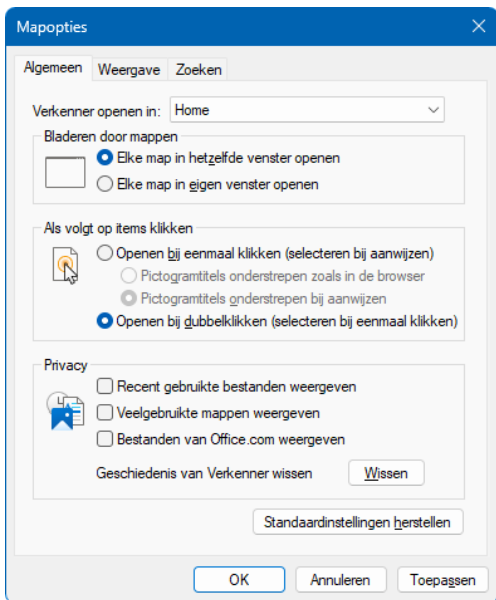 Mapopties
Algemeen Weergave Zoeken
Verkenner openen in: Home
Bladeren door mappen
Elke map in hetzelfde venster openen
Elke map in eigen venster openen
Als volgt op items klikken
Openen bij eenmaal klikken (selecteren bij aanwijzen)
Pictogramtitels onderstrepen zoals in de browser
Pictogramtitels onderstrepen bij aanwijzen
Openen bij dubbelklikken (selecteren bij eenmaal klikken)
Privacy
Recent gebruikte bestanden weergeven
Veelgebruikte mappen weergeven
Bestanden van Office.com weergeven
Geschiedenis van Verkenner wissen Wissen
Standaardinstellingen herstellen
OK Annuleren Toepassen